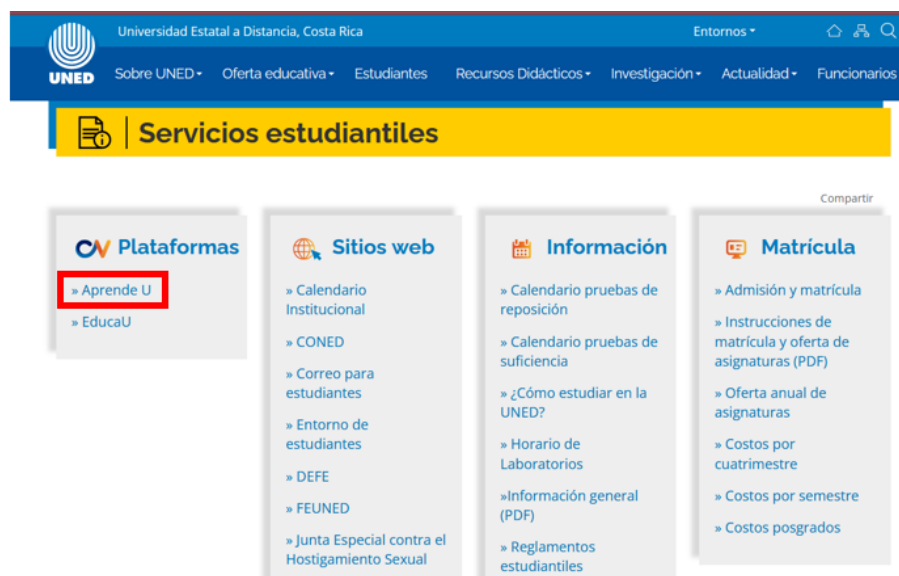 Universidad Estatal a Distancia, Costa Rica
Entornos
UNED
Sobre UNED
Oferta educativa
Estudiantes
Recursos Didácticos
Investigación
Actualidad
Funcionarios
Servicios estudiantiles
Compartir
Plataformas
» Aprende U
» EducaU
Sitios web
» Calendario
Institucional
» CONED
» Correo para
estudiantes
» Entorno de
estudiantes
» DEFE
» FEUNED
» Junta Especial contra el
Hostigamiento Sexual
Información
» Calendario pruebas de
reposición
» Calendario pruebas de
suficiencia
» ¿Cómo estudiar en la
UNED?
» Horario de
Laboratorios
»Información general
(PDF)
» Reglamentos
estudiantiles
Matrícula
» Admisión y matrícula
» Instrucciones de
matrícula y oferta de
asignaturas (PDF)
» Oferta anual de
asignaturas
» Costos por
cuatrimestre
» Costos por semestre
» Costos posgrados